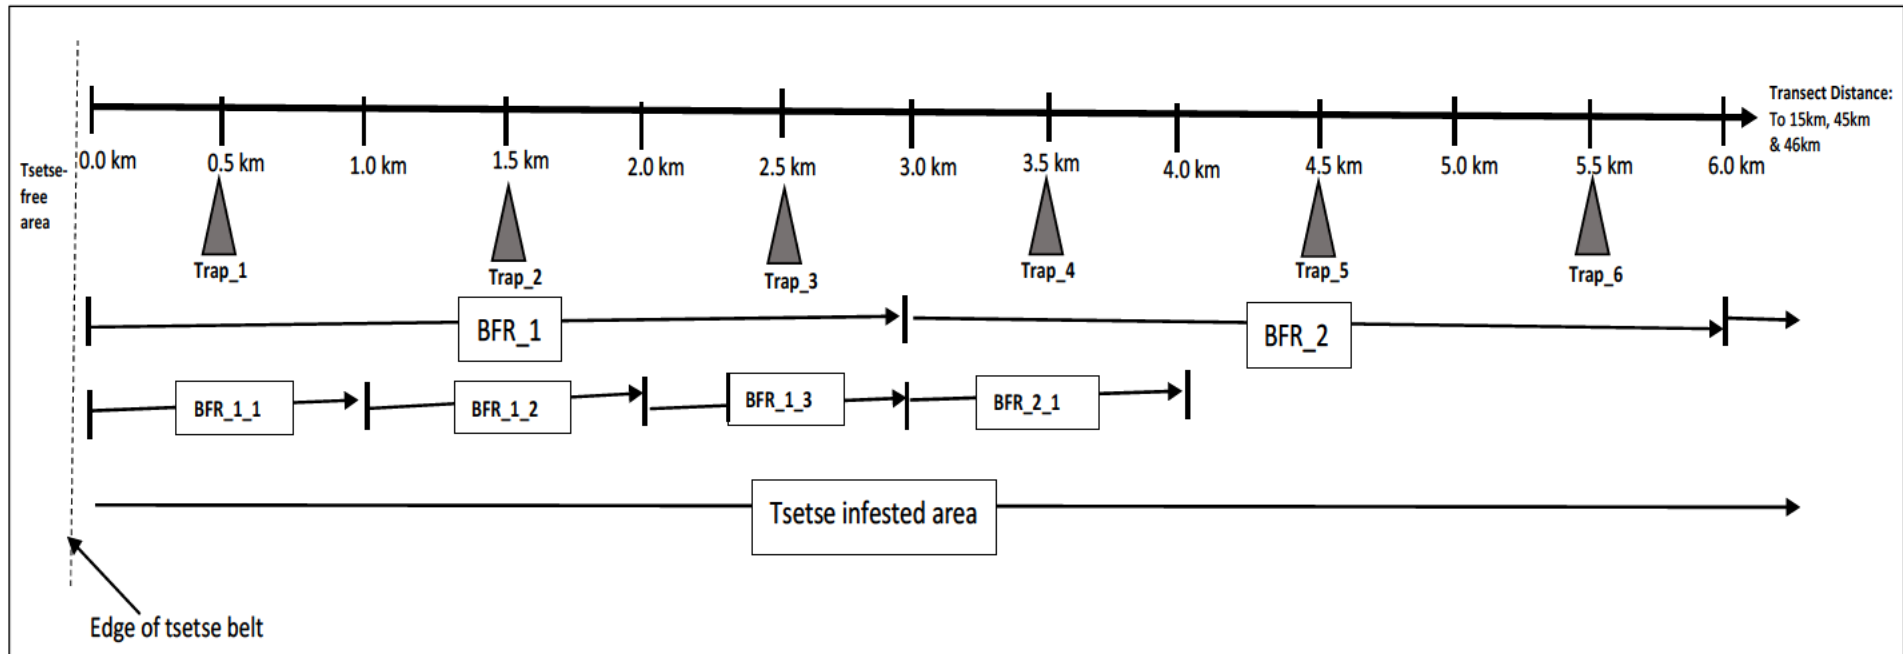 Transect Distance:
To 15km, 45km
& 46km
0.0 km
0.5 km
1.0 km
1.5 km
2.0 km
2.5 km
3.0 km
3.5 km
4.0 km
4.5 km
5.0 km
5.5 km
6.0 km
Tsetse-
free
area
Trap_1
Trap_2
Trap_3
Trap_4
Trap_5
Trap_6
BFR_1
BFR_2
BFR_1_1
BFR_1_2
BFR_1_3
BFR_2_1
Tsetse infested area
Edge of tsetse belt